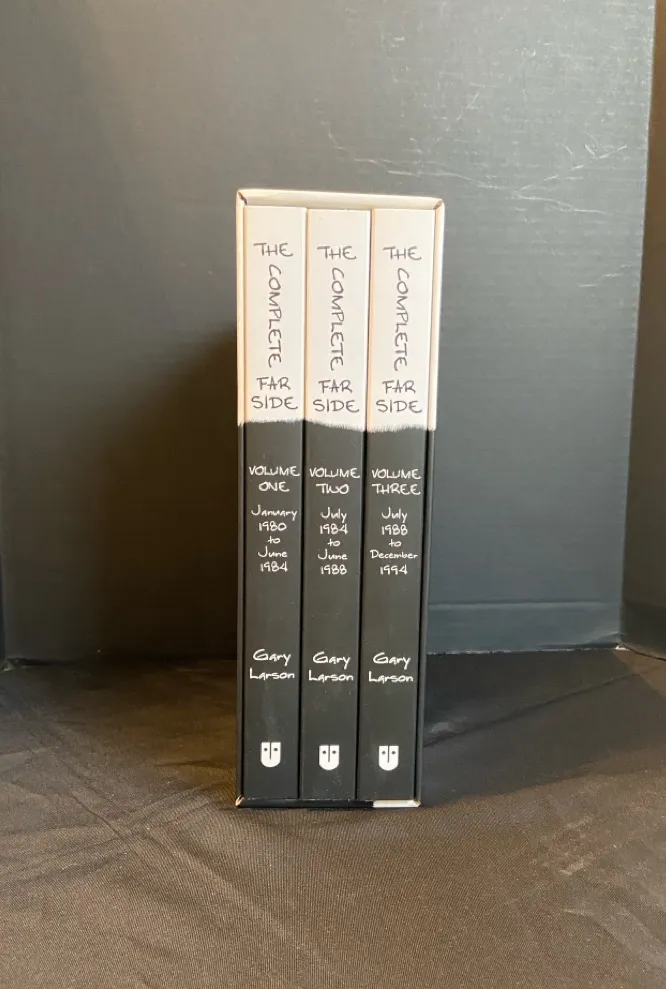 THE
COMPLETE
FAR
SIDE
VOLUME
ONE
January
1980
to
June
1984
Gary
Larson
THE
COMPLETE
FAR
SIDE
VOLUME
TWO
July
1984
to
June
1988
Gary
Larson
THE
COMPLETE
FAR
SIDE
VOLUME
THREE
July
1988
to
December
1994
Gary
Larson